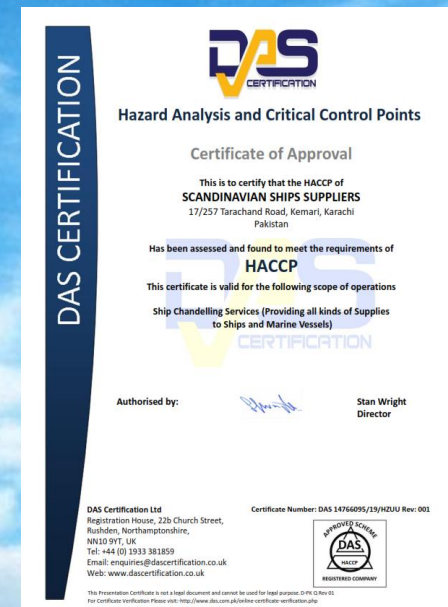 DAS CERTIFICATION
DAS
CERTIFICATION
Hazard Analysis and Critical Control Points
Certificate of Approval
This is to certify that the HACCP of
SCANDINAVIAN SHIPS SUPPLIERS
17/257 Tarachand Road, Kemari, Karachi
Pakistan
Has been assessed and found to meet the requirements of
HACCP
This certificate is valid for the following scope of operations
Ship Chandelling Services (Providing all kinds of Supplies
to Ships and Marine Vessels)
CERTIFICATION
Authorised by:
Stan Wright
Director
DAS Certification Ltd
Registration House, 22b Church Street,
Rushden, Northamptonshire,
NN10 9YT, UK
Tel: +44 (0) 1933 381859
Email: enquiries@dascertification.co.uk
Web: www.dascertification.co.uk
Certificate Number: DAS 14766095/19/HZUU Rev: 001
APPROVED SCHEME
DAS
HACCP
REGISTERED COMPANY
This Presentation Certificate is not a legal document and cannot be used for legal purpose. D-PK Q Rev 01
For Certificate Verification Please visit: http://www.das.com.pk/online-certificate-verification.php